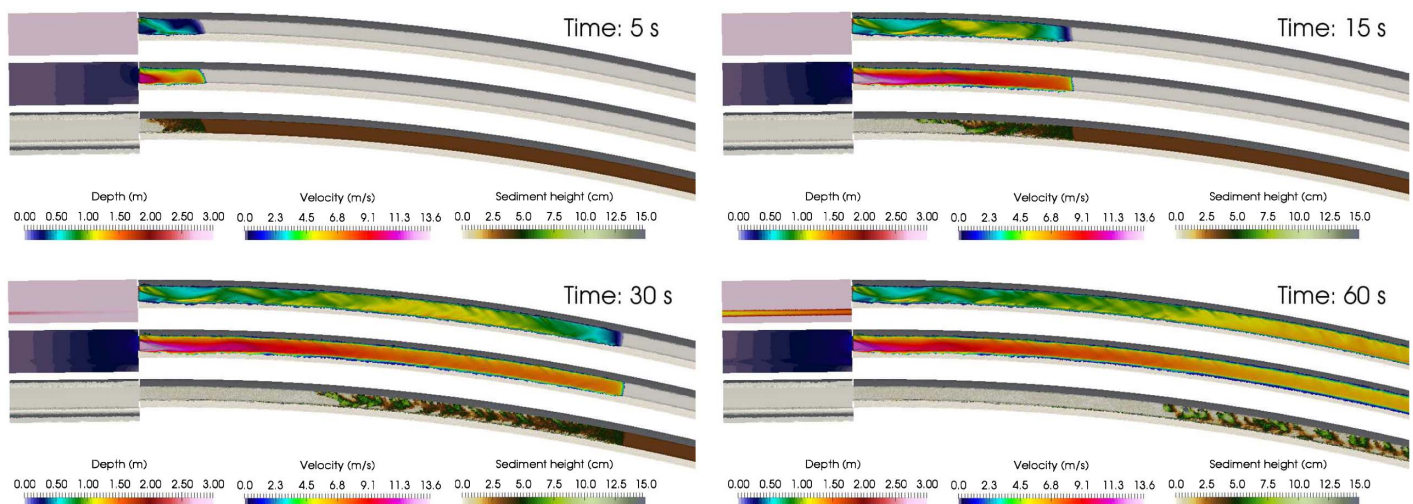 Time: 5 s
Depth (m)
0.00 0.50 1.00 1.50 2.00 2.50 3.00
Velocity (m/s)
0.0 2.3 4.5 6.8 9.1 11.3 13.6
Sediment height (cm)
0.0 2.5 5.0 7.5 10.0 12.5 15.0
Time: 15 s
Depth (m)
0.00 0.50 1.00 1.50 2.00 2.50 3.00
Velocity (m/s)
0.0 2.3 4.5 6.8 9.1 11.3 13.6
Sediment height (cm)
0.0 2.5 5.0 7.5 10.0 12.5 15.0
Time: 30 s
Depth (m)
0.00 0.50 1.00 1.50 2.00 2.50 3.00
Velocity (m/s)
0.0 2.3 4.5 6.8 9.1 11.3 13.6
Sediment height (cm)
0.0 2.5 5.0 7.5 10.0 12.5 15.0
Time: 60 s
Depth (m)
0.00 0.50 1.00 1.50 2.00 2.50 3.00
Velocity (m/s)
0.0 2.3 4.5 6.8 9.1 11.3 13.6
Sediment height (cm)
0.0 2.5 5.0 7.5 10.0 12.5 15.0